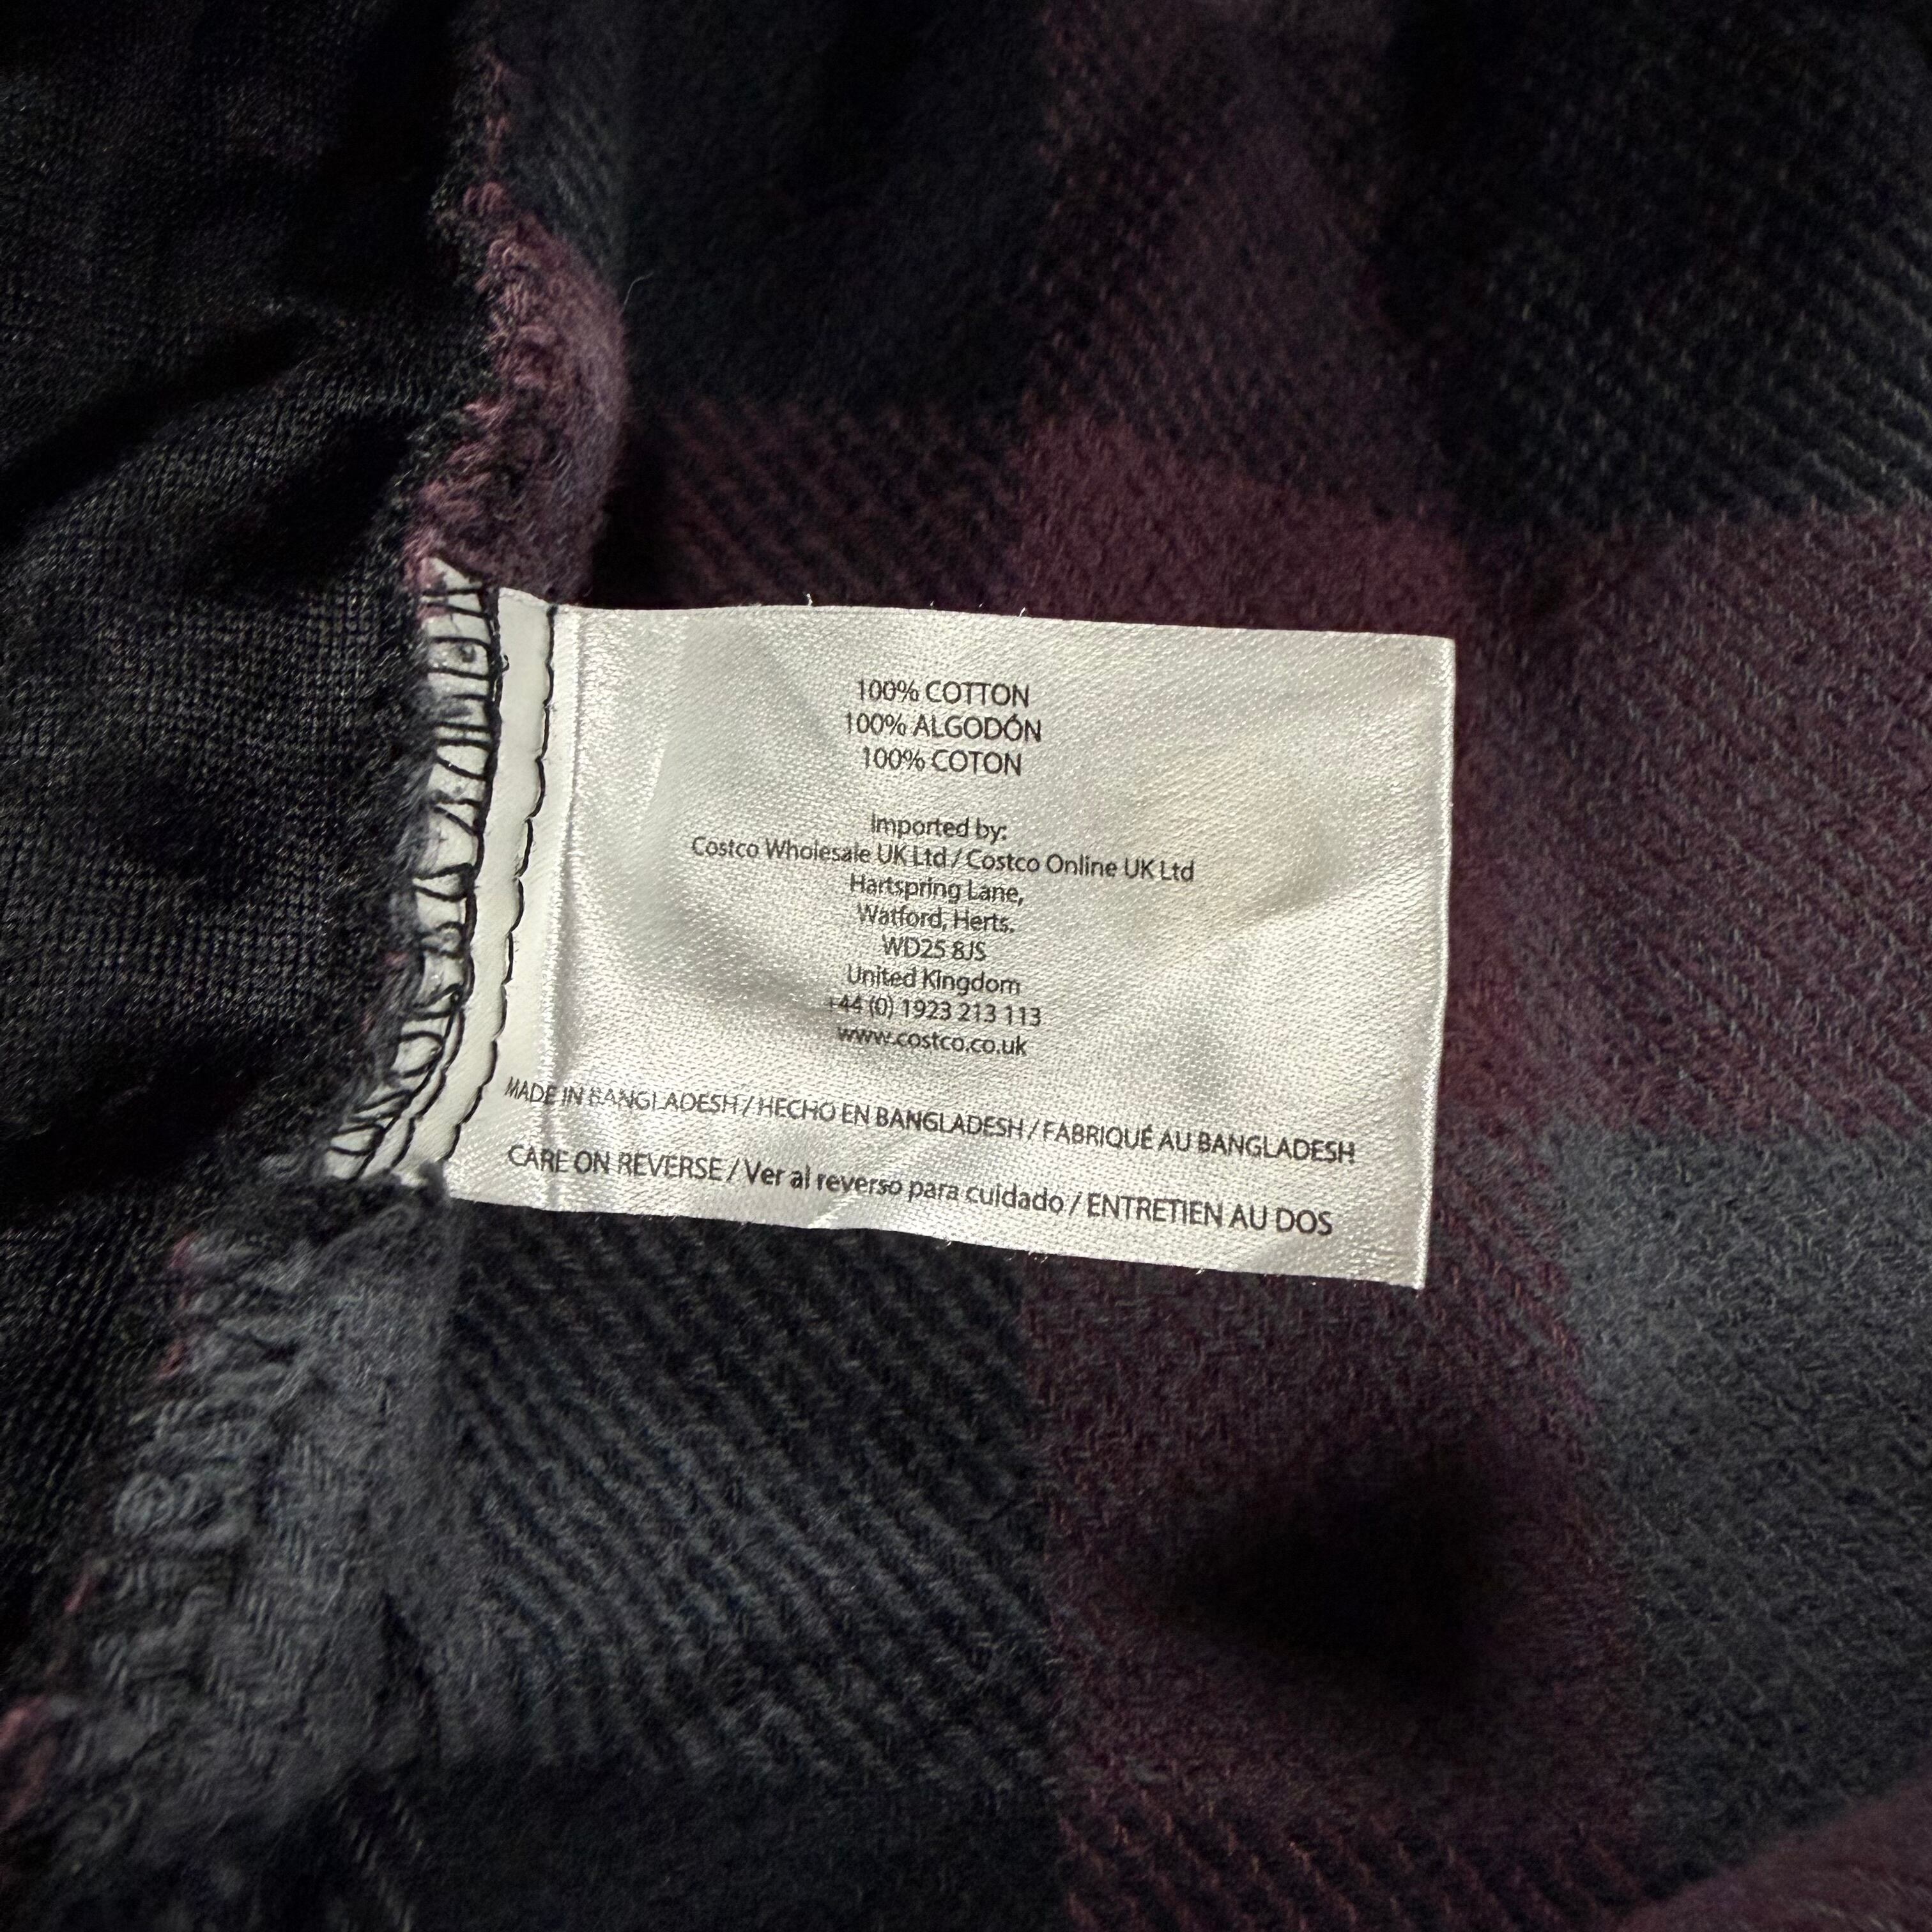 100% COTTON
100% ALGODÓN
100% COTON
Imported by:
Costco Wholesale UK Ltd / Costco Online UK Ltd
Hartspring Lane,
Watford, Herts.
WD25 8JS
United Kingdom
+44 (0) 1923 213 113
www.costco.co.uk
MADE IN BANGLADESH / HECHO EN BANGLADESH / FABRIQUÉ AU BANGLADESH
CARE ON REVERSE / Ver al reverso para cuidado / ENTRETIEN AU DOS